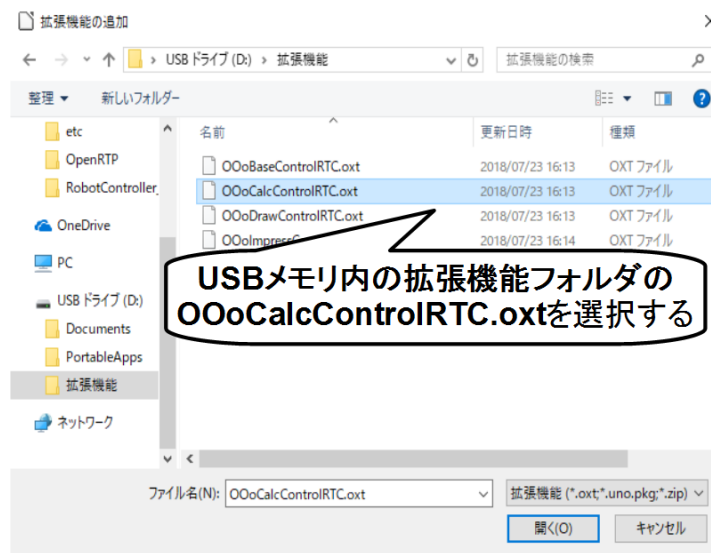 拡張機能の追加
USB ドライブ (D:) › 拡張機能
拡張機能の検索
整理 新しいフォルダー
名前 更新日時 種類
etc
OpenRTP
RobotController_
OneDrive
PC
USB ドライブ (D:)
Documents
PortableApps
拡張機能
ネットワーク
OOoBaseControlRTC.oxt 2018/07/23 16:13 OXT ファイル
OOoCalcControlRTC.oxt 2018/07/23 16:13 OXT ファイル
OOoDrawControlRTC.oxt 2018/07/23 16:13 OXT ファイル
OOoImpress 2018/07/23 16:14 OXT ファイル
USBメモリ内の拡張機能フォルダの
OOoCalcControlRTC.oxtを選択する
ファイル名(N): OOoCalcControlRTC.oxt
拡張機能 (*.oxt;*.uno.pkg;*.zip)
開く(O) キャンセル